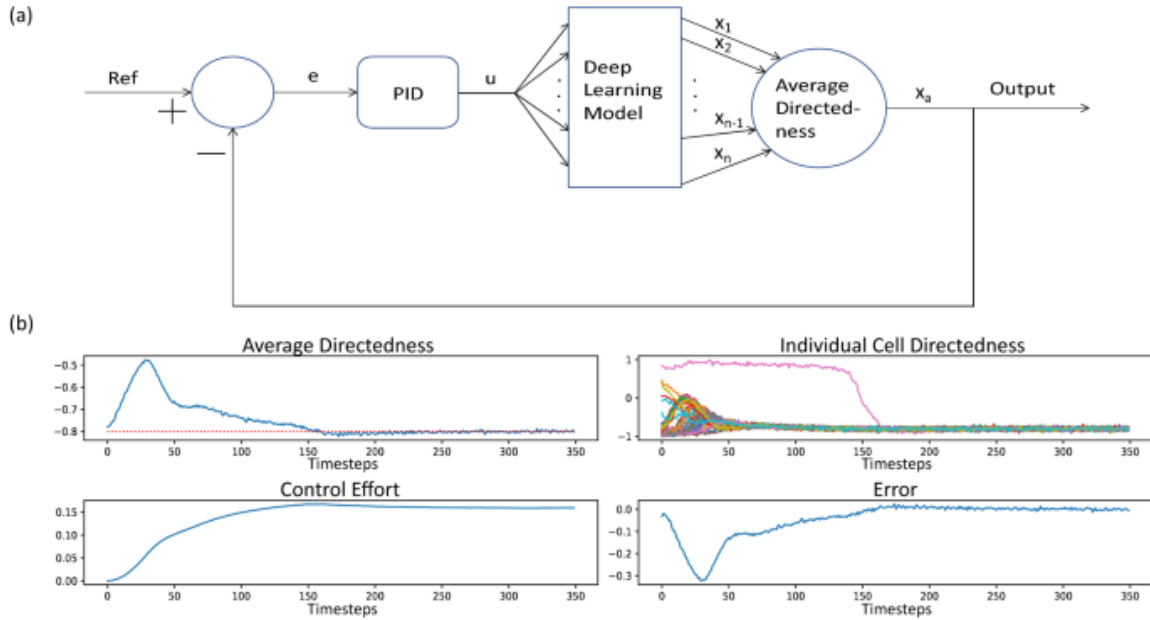 (a)
Ref
+
—
e
PID
u
Deep
Learning
Model
x1
x2
xn-1
xn
Average
Directed-
ness
xa
Output
(b)
Average Directedness
−0.5
−0.6
−0.7
−0.8
0 50 100 150 200 250 300 350
Timesteps
Individual Cell Directedness
1
0
−1
0 50 100 150 200 250 300 350
Timesteps
Control Effort
0.15
0.10
0.05
0.00
0 50 100 150 200 250 300 350
Timesteps
Error
0.0
−0.1
−0.2
−0.3
0 50 100 150 200 250 300 350
Timesteps